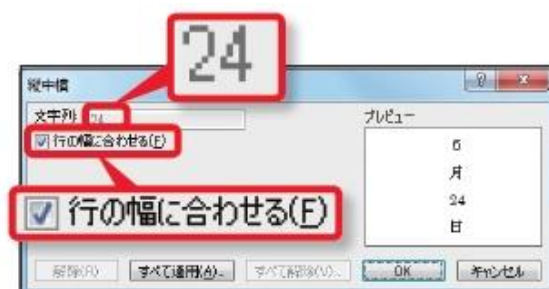 24
縦中横
文字列: 24
プレビュー
行の幅に合わせる(F)
6
月
24
日
行の幅に合わせる(F)
解除(R)
すべて適用(A)...
すべて解除(V)...
OK
キャンセル